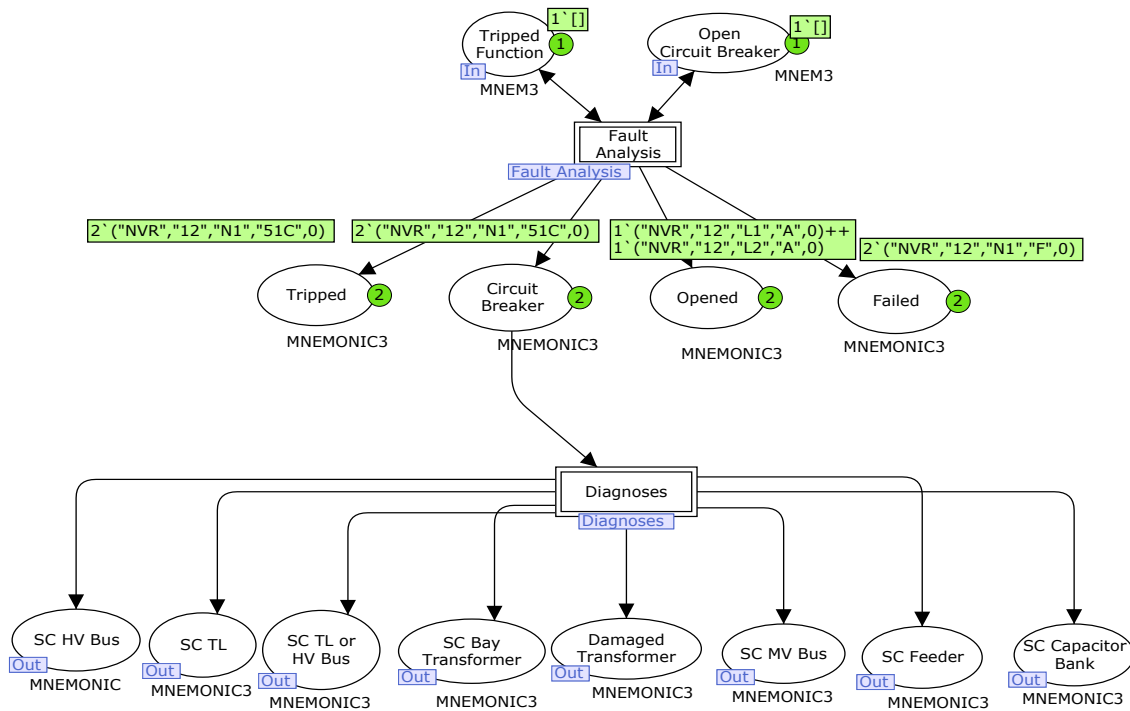 1`[]
Tripped
Function
1
In
MNEM3
1`[]
Open
Circuit Breaker
1
In
MNEM3
Fault
Analysis
Fault Analysis
2`("NVR","12","N1","51C",0)
2`("NVR","12","N1","51C",0)
1`("NVR","12","L1","A",0)++
1`("NVR","12","L2","A",0)
2`("NVR","12","N1","F",0)
Tripped
2
MNEMONIC3
Circuit
Breaker
2
MNEMONIC3
Opened
2
MNEMONIC3
Failed
2
MNEMONIC3
Diagnoses
Diagnoses
SC HV Bus
Out
MNEMONIC
SC TL
Out
MNEMONIC3
SC TL or
HV Bus
Out
MNEMONIC3
SC Bay
Transformer
Out
MNEMONIC3
Damaged
Transformer
Out
MNEMONIC3
SC MV Bus
Out
MNEMONIC3
SC Feeder
Out
MNEMONIC3
SC Capacitor
Bank
Out
MNEMONIC3